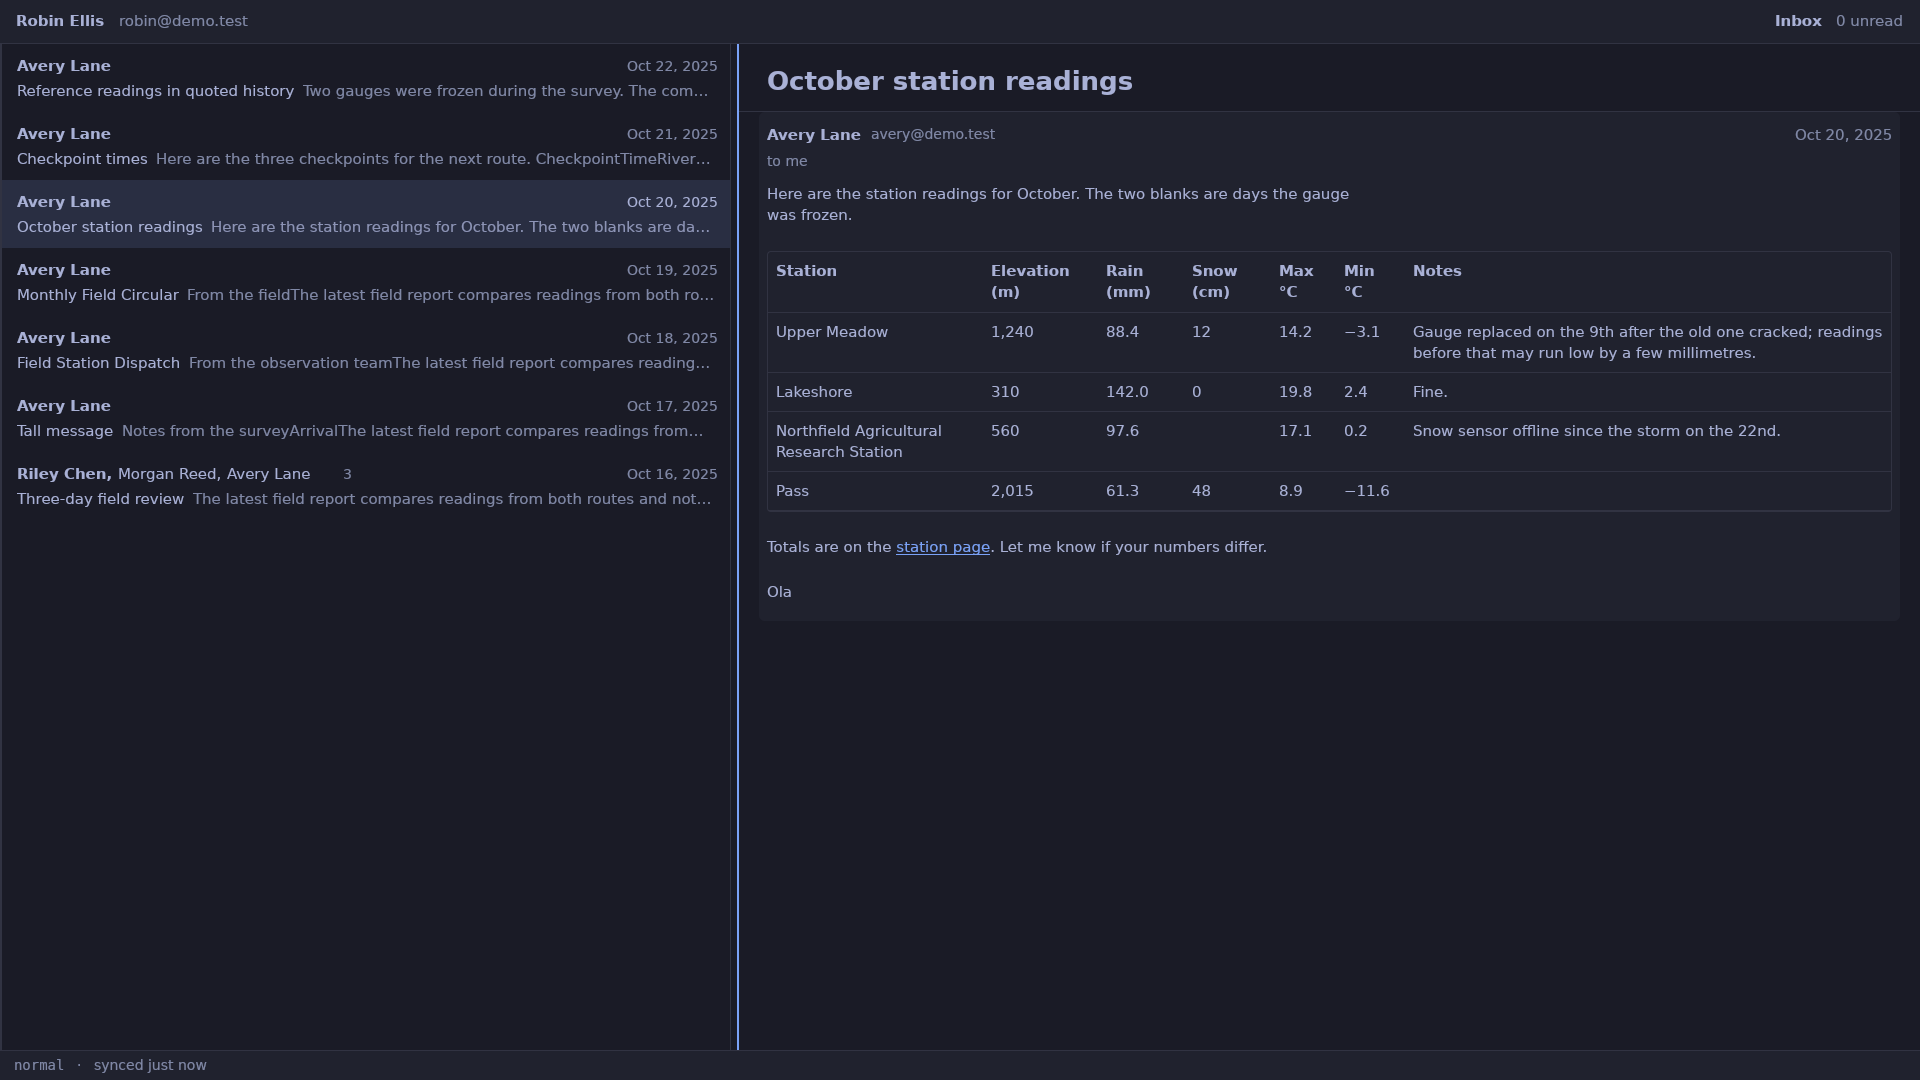 Robin Ellis robin@demo.test Inbox 0 unread
Avery Lane Oct 22, 2025
Reference readings in quoted history Two gauges were frozen during the survey. The com…
Avery Lane Oct 21, 2025
Checkpoint times Here are the three checkpoints for the next route. CheckpointTimeRiver…
Avery Lane Oct 20, 2025
October station readings Here are the station readings for October. The two blanks are da…
Avery Lane Oct 19, 2025
Monthly Field Circular From the fieldThe latest field report compares readings from both ro…
Avery Lane Oct 18, 2025
Field Station Dispatch From the observation teamThe latest field report compares reading…
Avery Lane Oct 17, 2025
Tall message Notes from the surveyArrivalThe latest field report compares readings from…
Riley Chen, Morgan Reed, Avery Lane 3 Oct 16, 2025
Three-day field review The latest field report compares readings from both routes and not…
October station readings
Avery Lane avery@demo.test Oct 20, 2025
to me
Here are the station readings for October. The two blanks are days the gauge
was frozen.
Station Elevation Rain Snow Max Min Notes
(m) (mm) (cm) °C °C
Upper Meadow 1,240 88.4 12 14.2 −3.1 Gauge replaced on the 9th after the old one cracked; readings
before that may run low by a few millimetres.
Lakeshore 310 142.0 0 19.8 2.4 Fine.
Northfield Agricultural 560 97.6 17.1 0.2 Snow sensor offline since the storm on the 22nd.
Research Station
Pass 2,015 61.3 48 8.9 −11.6
Totals are on the station page. Let me know if your numbers differ.
Ola
normal · synced just now